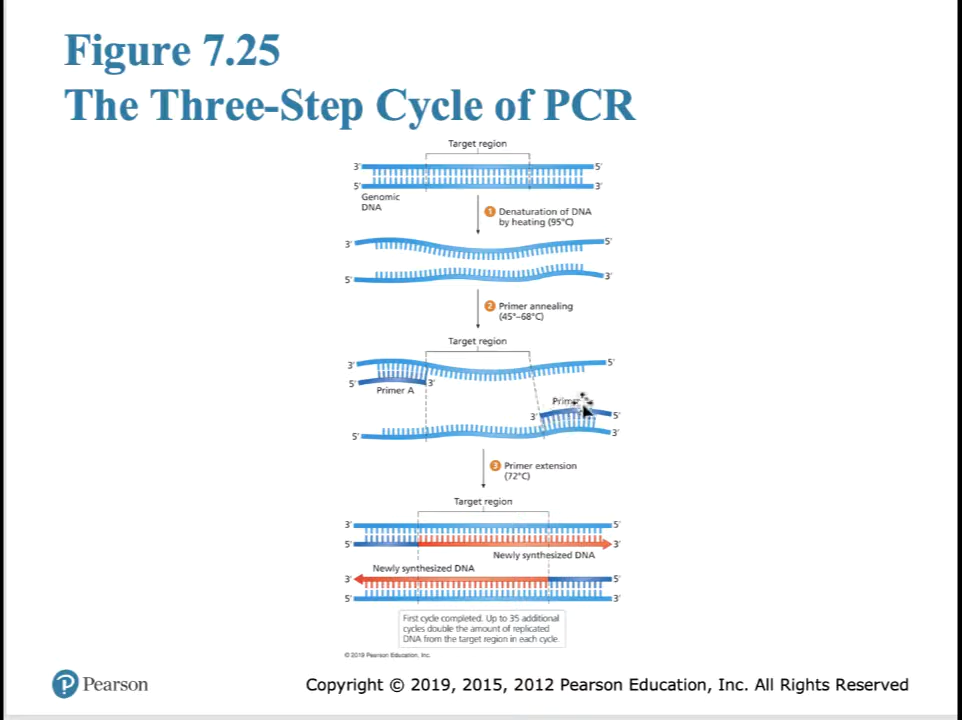 Figure 7.25
The Three-Step Cycle of PCR
Target region
3′ 5′
5′ 3′
Genomic
DNA
1 Denaturation of DNA
by heating (95°C)
3′ 5′
5′ 3′
2 Primer annealing
(45°–68°C)
Target region
3′ 5′
5′ 3′
Primer A
3′ 5′
5′ 3′
3 Primer extension
(72°C)
Target region
3′ 5′
5′ 3′
Newly synthesized DNA
Newly synthesized DNA
3′ 5′
5′ 3′
First cycle completed. Up to 35 additional
cycles double the amount of replicated
DNA from the target region in each cycle.
© 2019 Pearson Education, Inc.
P Pearson
Copyright © 2019, 2015, 2012 Pearson Education, Inc. All Rights Reserved